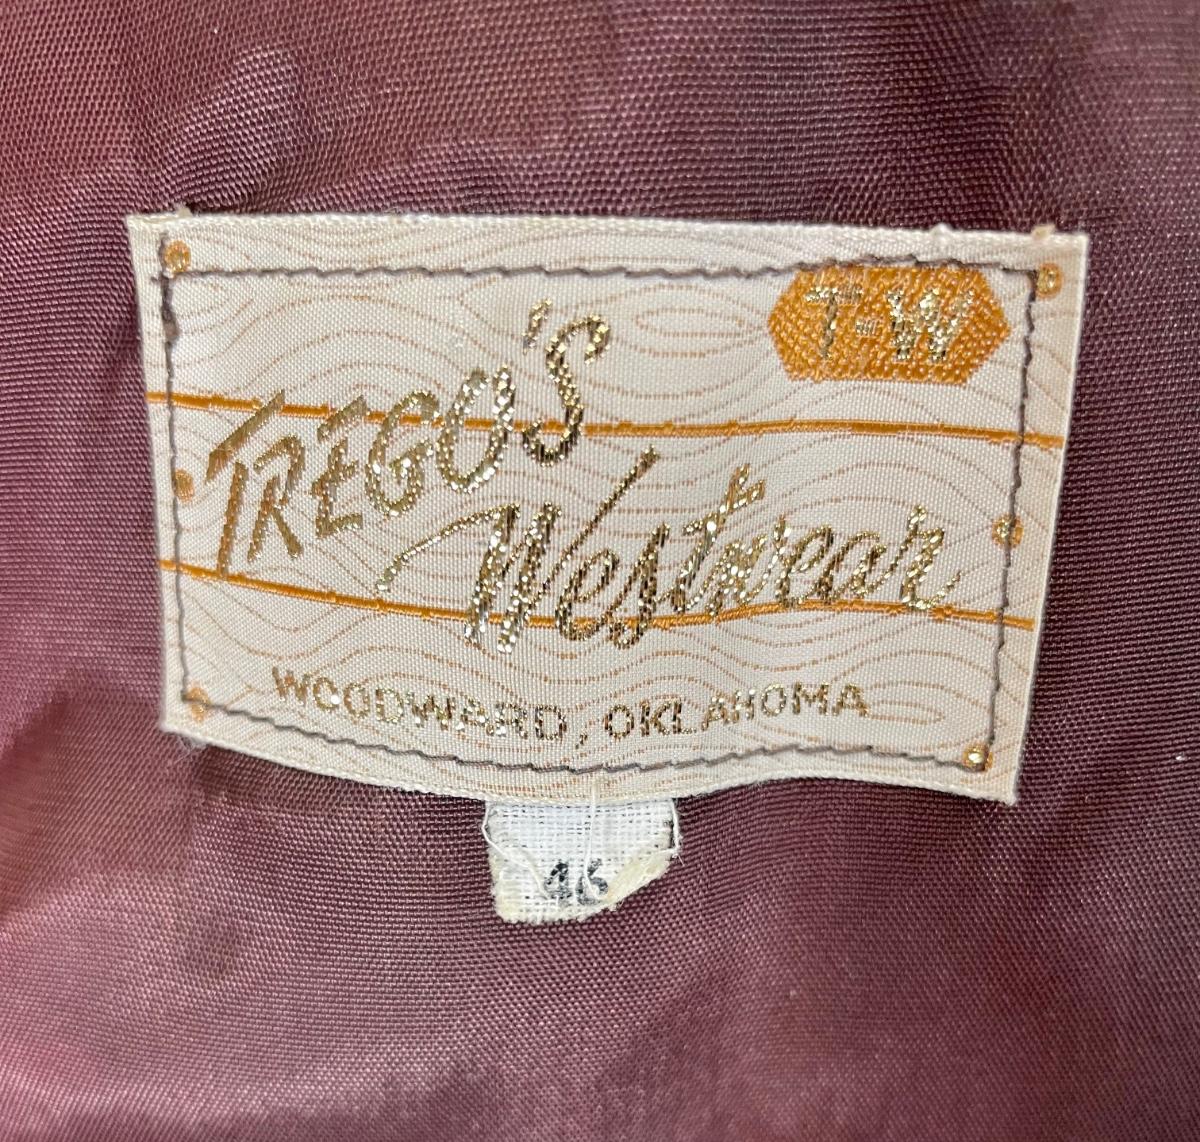 T-W
TREGO'S
Westwear
WOODWARD, OKLAHOMA
46